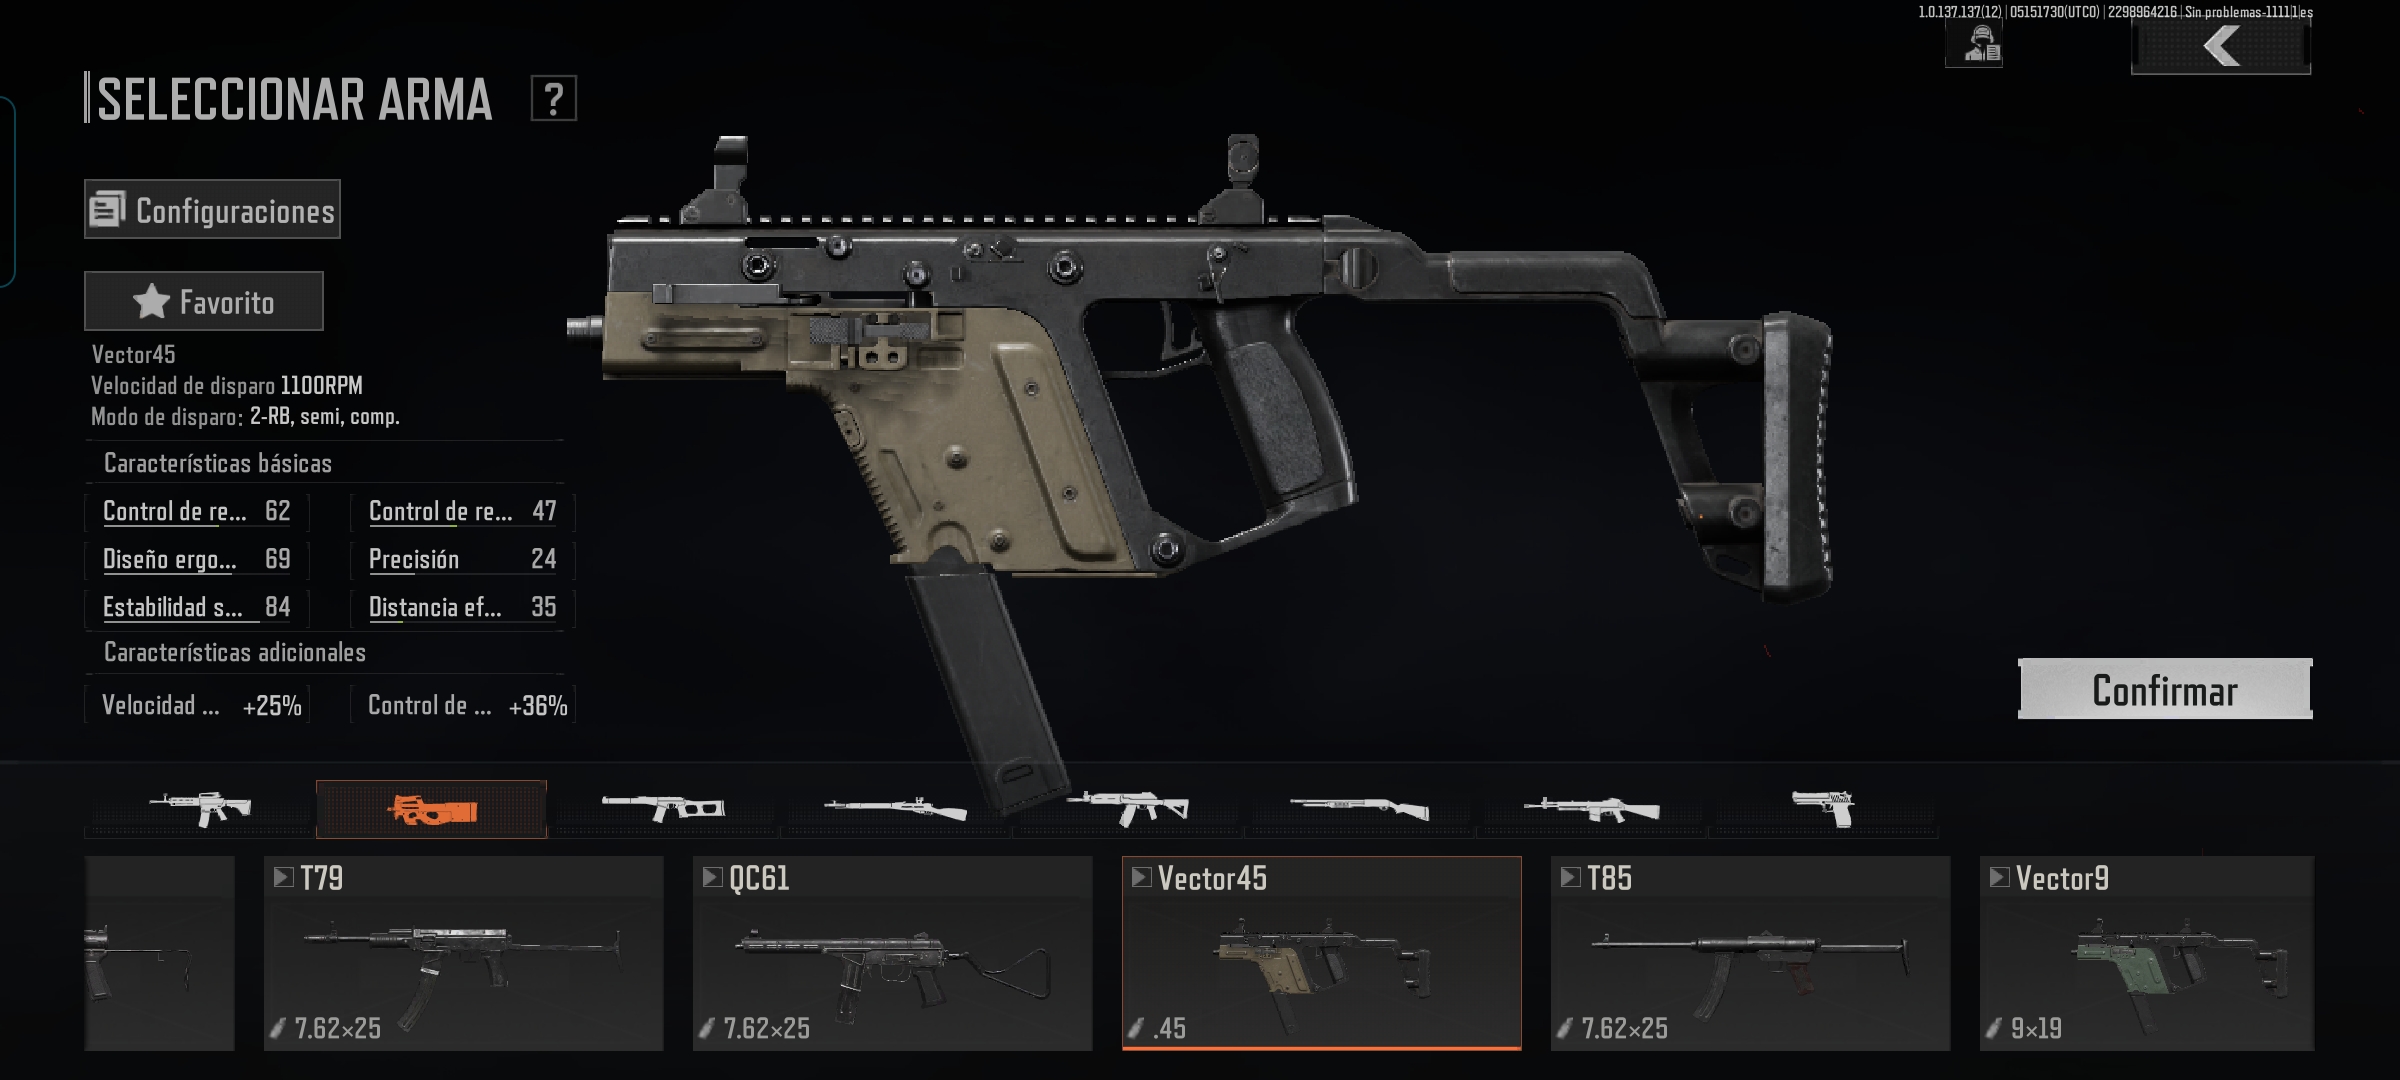 1.0.137.137(12) | 05151730(UTC0) | 2298964216 | Sin problemas-1111|1|es
SELECCIONAR ARMA ?
Configuraciones
Favorito
Vector45
Velocidad de disparo 1100RPM
Modo de disparo: 2-RB, semi, comp.
Características básicas
Control de re... 62 Control de re... 47
Diseño ergo... 69 Precisión 24
Estabilidad s... 84 Distancia ef... 35
Características adicionales
Velocidad ... +25% Control de ... +36%
Confirmar
T79 QC61 Vector45 T85 Vector9
7.62×25 7.62×25 .45 7.62×25 9×19